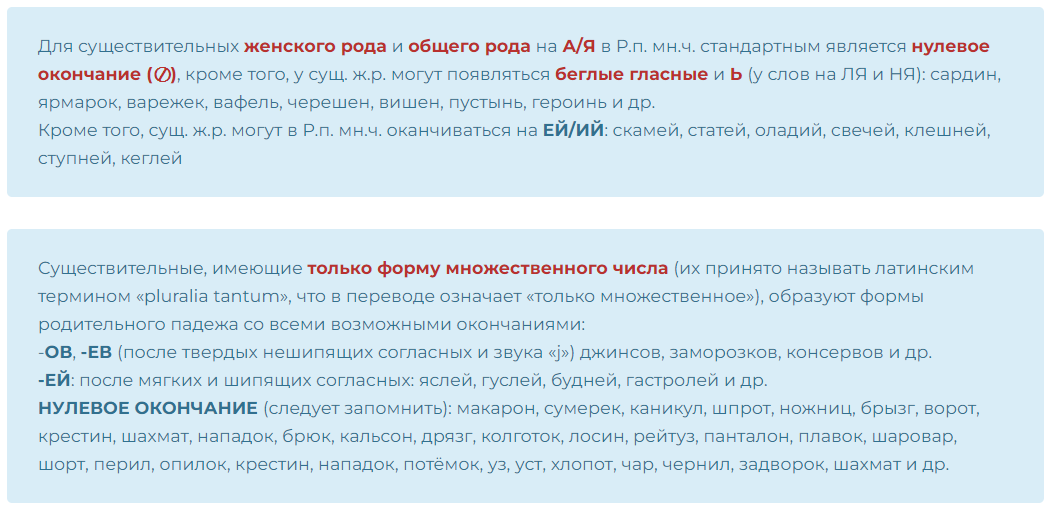 Для существительных женского рода и общего рода на А/Я в Р.п. мн.ч. стандартным является нулевое
окончание (∅), кроме того, у сущ. ж.р. могут появляться беглые гласные и Ь (у слов на ЛЯ и НЯ): сардин,
ярмарок, варежек, вафель, черешен, вишен, пустынь, героинь и др.
Кроме того, сущ. ж.р. могут в Р.п. мн.ч. оканчиваться на ЕЙ/ИЙ: скамей, статей, оладий, свечей, клешней,
ступней, кеглей
Существительные, имеющие только форму множественного числа (их принято называть латинским
термином «pluralia tantum», что в переводе означает «только множественное»), образуют формы
родительного падежа со всеми возможными окончаниями:
-ОВ, -ЕВ (после твердых нешипящих согласных и звука «j») джинсов, заморозков, консервов и др.
-ЕЙ: после мягких и шипящих согласных: яслей, гуслей, будней, гастролей и др.
НУЛЕВОЕ ОКОНЧАНИЕ (следует запомнить): макарон, сумерек, каникул, шпрот, ножниц, брызг, ворот,
крестин, шахмат, нападок, брюк, кальсон, дрязг, колготок, лосин, рейтуз, панталон, плавок, шаровар,
шорт, перил, опилок, крестин, нападок, потёмок, уз, уст, хлопот, чар, чернил, задворок, шахмат и др.